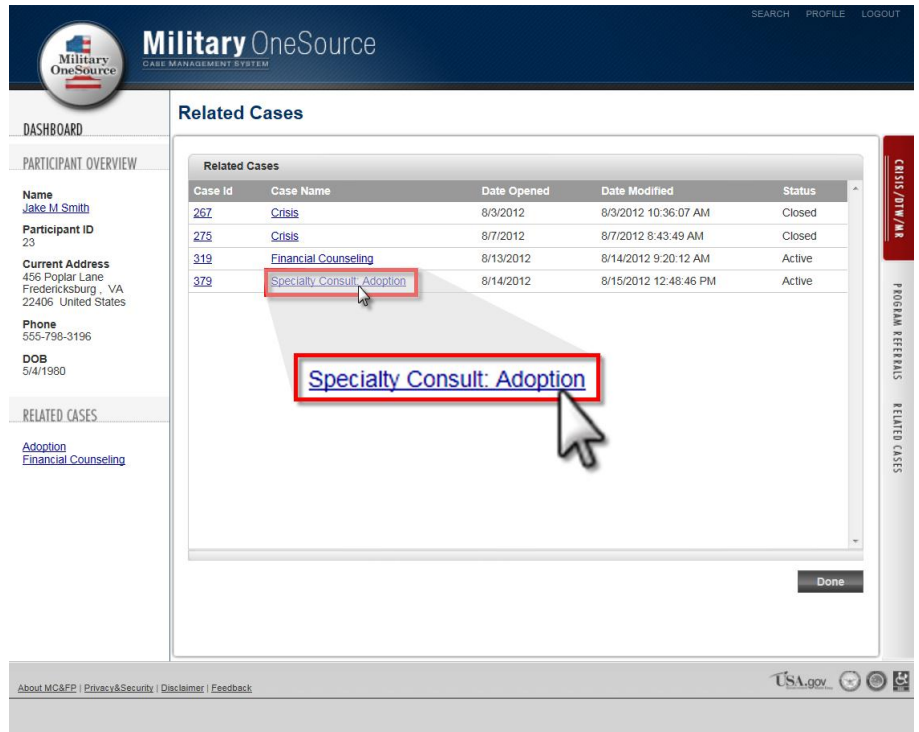 SEARCH PROFILE LOGOUT
Military OneSource
Military OneSource
CASE MANAGEMENT SYSTEM
DASHBOARD
PARTICIPANT OVERVIEW
Name
Jake M Smith
Participant ID
23
Current Address
456 Poplar Lane
Fredericksburg , VA
22406 United States
Phone
555-798-3196
DOB
5/4/1980
RELATED CASES
Adoption
Financial Counseling
Related Cases
Related Cases
Case Id Case Name Date Opened Date Modified Status
267 Crisis 8/3/2012 8/3/2012 10:36:07 AM Closed
275 Crisis 8/7/2012 8/7/2012 8:43:49 AM Closed
319 Financial Counseling 8/13/2012 8/14/2012 9:20:12 AM Active
379 Specialty Consult: Adoption 8/14/2012 8/15/2012 12:48:46 PM Active
Specialty Consult: Adoption
Done
CRISIS/DTW/MR
PROGRAM REFERRALS
RELATED CASES
About MC&FP | Privacy&Security | Disclaimer | Feedback
USA.gov